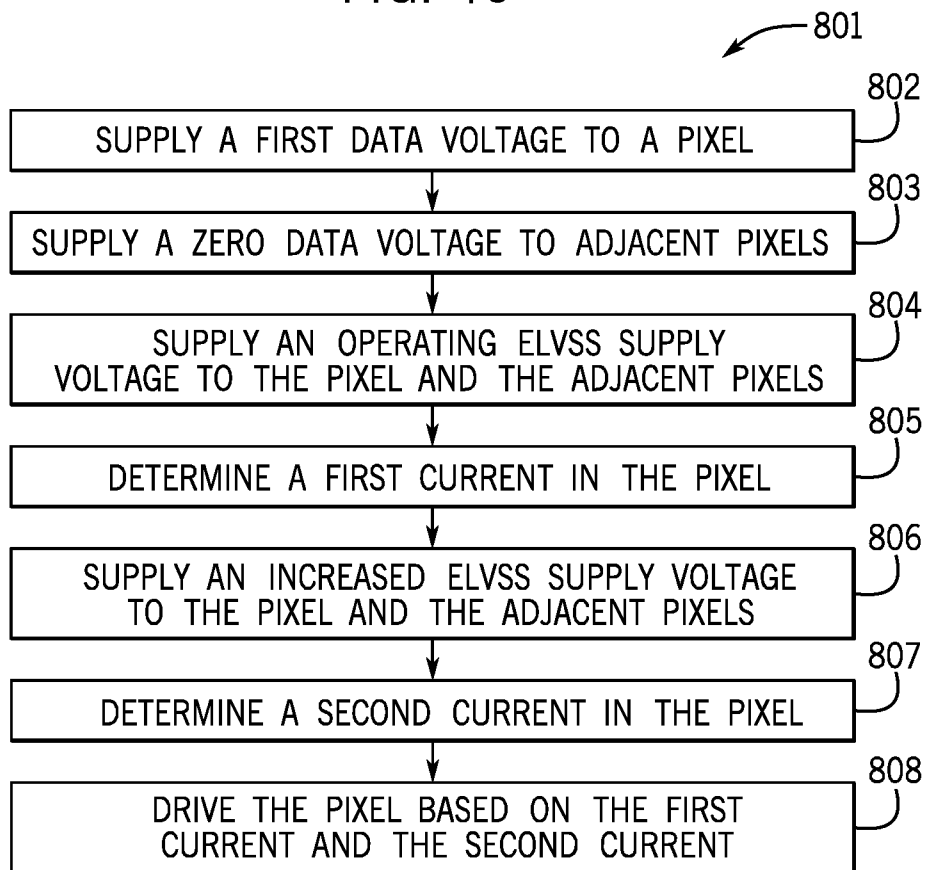 801
802
SUPPLY A FIRST DATA VOLTAGE TO A PIXEL
803
SUPPLY A ZERO DATA VOLTAGE TO ADJACENT PIXELS
804
SUPPLY AN OPERATING ELVSS SUPPLY
VOLTAGE TO THE PIXEL AND THE ADJACENT PIXELS
805
DETERMINE A FIRST CURRENT IN THE PIXEL
806
SUPPLY AN INCREASED ELVSS SUPPLY VOLTAGE
TO THE PIXEL AND THE ADJACENT PIXELS
807
DETERMINE A SECOND CURRENT IN THE PIXEL
808
DRIVE THE PIXEL BASED ON THE FIRST
CURRENT AND THE SECOND CURRENT